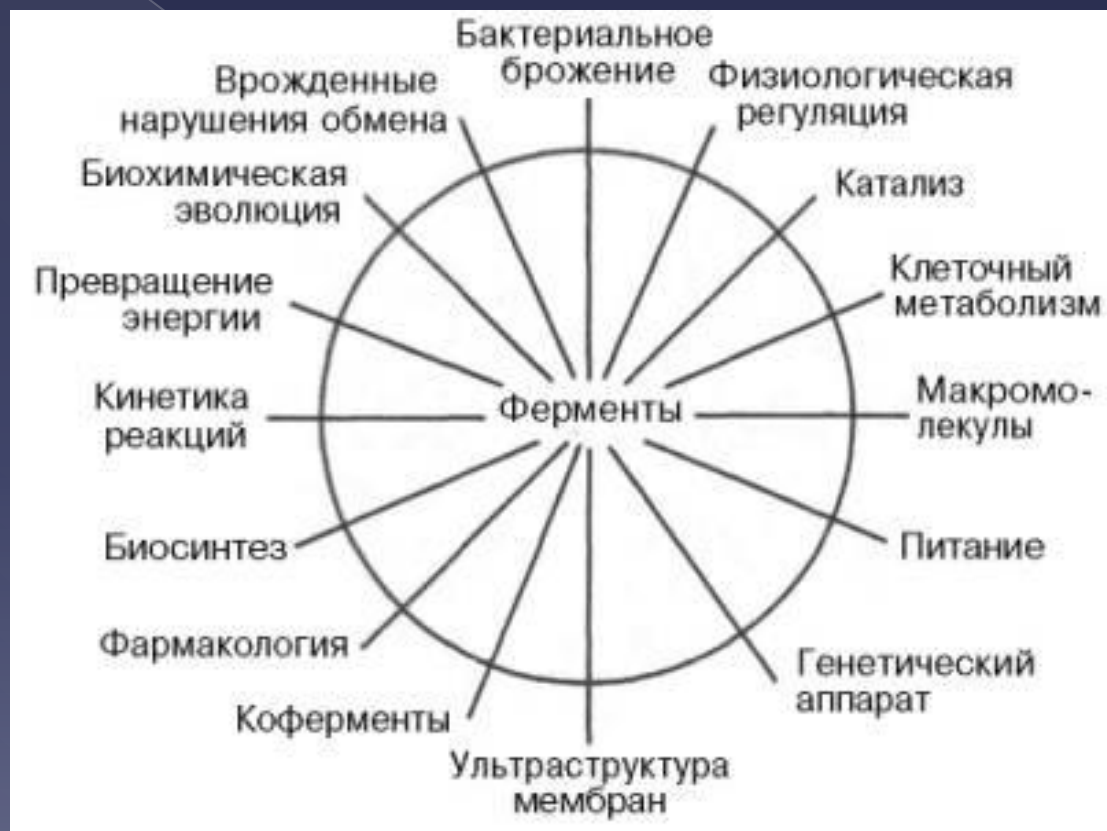 Бактериальное
брожение
Физиологическая
регуляция
Катализ
Клеточный
метаболизм
Макромо-
лекулы
Питание
Генетический
аппарат
Ультраструктура
мембран
Коферменты
Фармакология
Биосинтез
Кинетика
реакций
Превращение
энергии
Биохимическая
эволюция
Врожденные
нарушения обмена
Ферменты